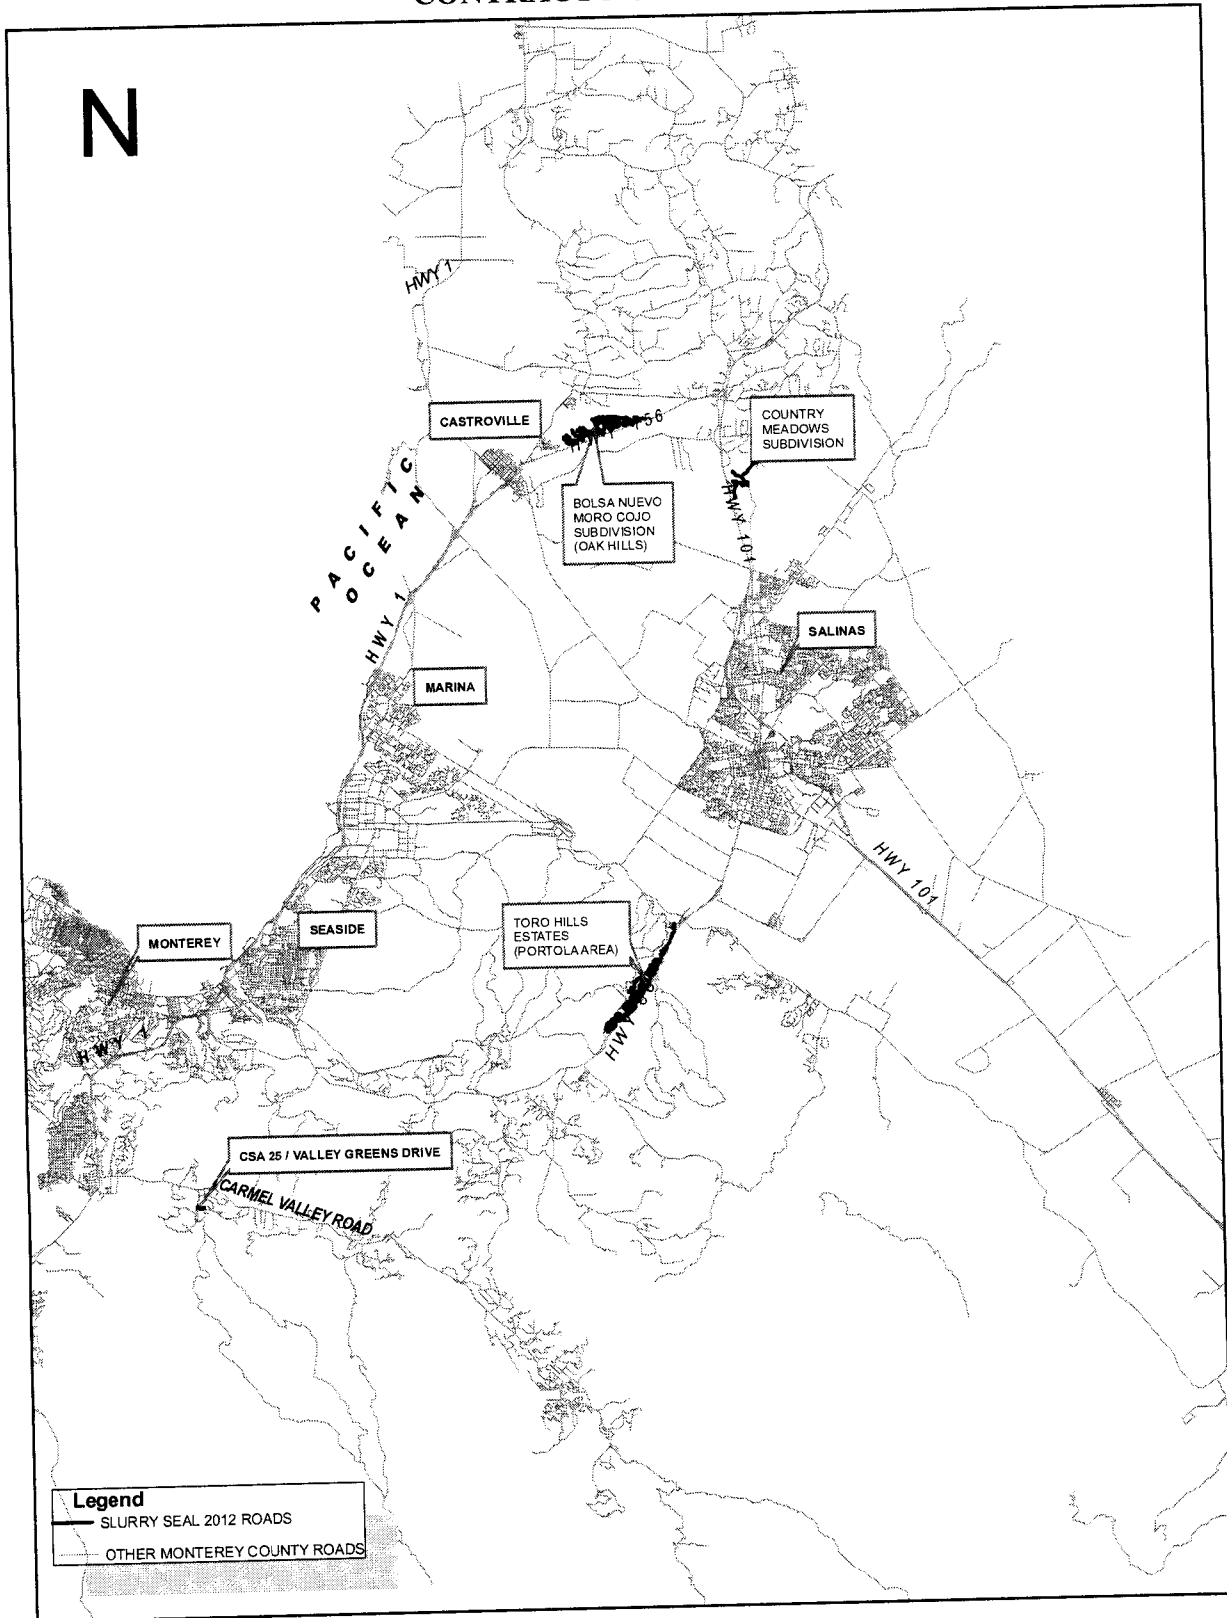 N
HWY 1
CASTROVILLE
COUNTRY
MEADOWS
SUBDIVISION
BOLSA NUEVO
MORO COJO
SUBDIVISION
(OAK HILLS)
HWY 101
PACIFIC
OCEAN
HWY 1
SALINAS
MARINA
HWY 101
TORO HILLS
ESTATES
(PORTOLA AREA)
SEASIDE
MONTEREY
HWY
HWY 1
CSA 25 / VALLEY GREENS DRIVE
CARMEL VALLEY ROAD
Legend
SLURRY SEAL 2012 ROADS
OTHER MONTEREY COUNTY ROADS